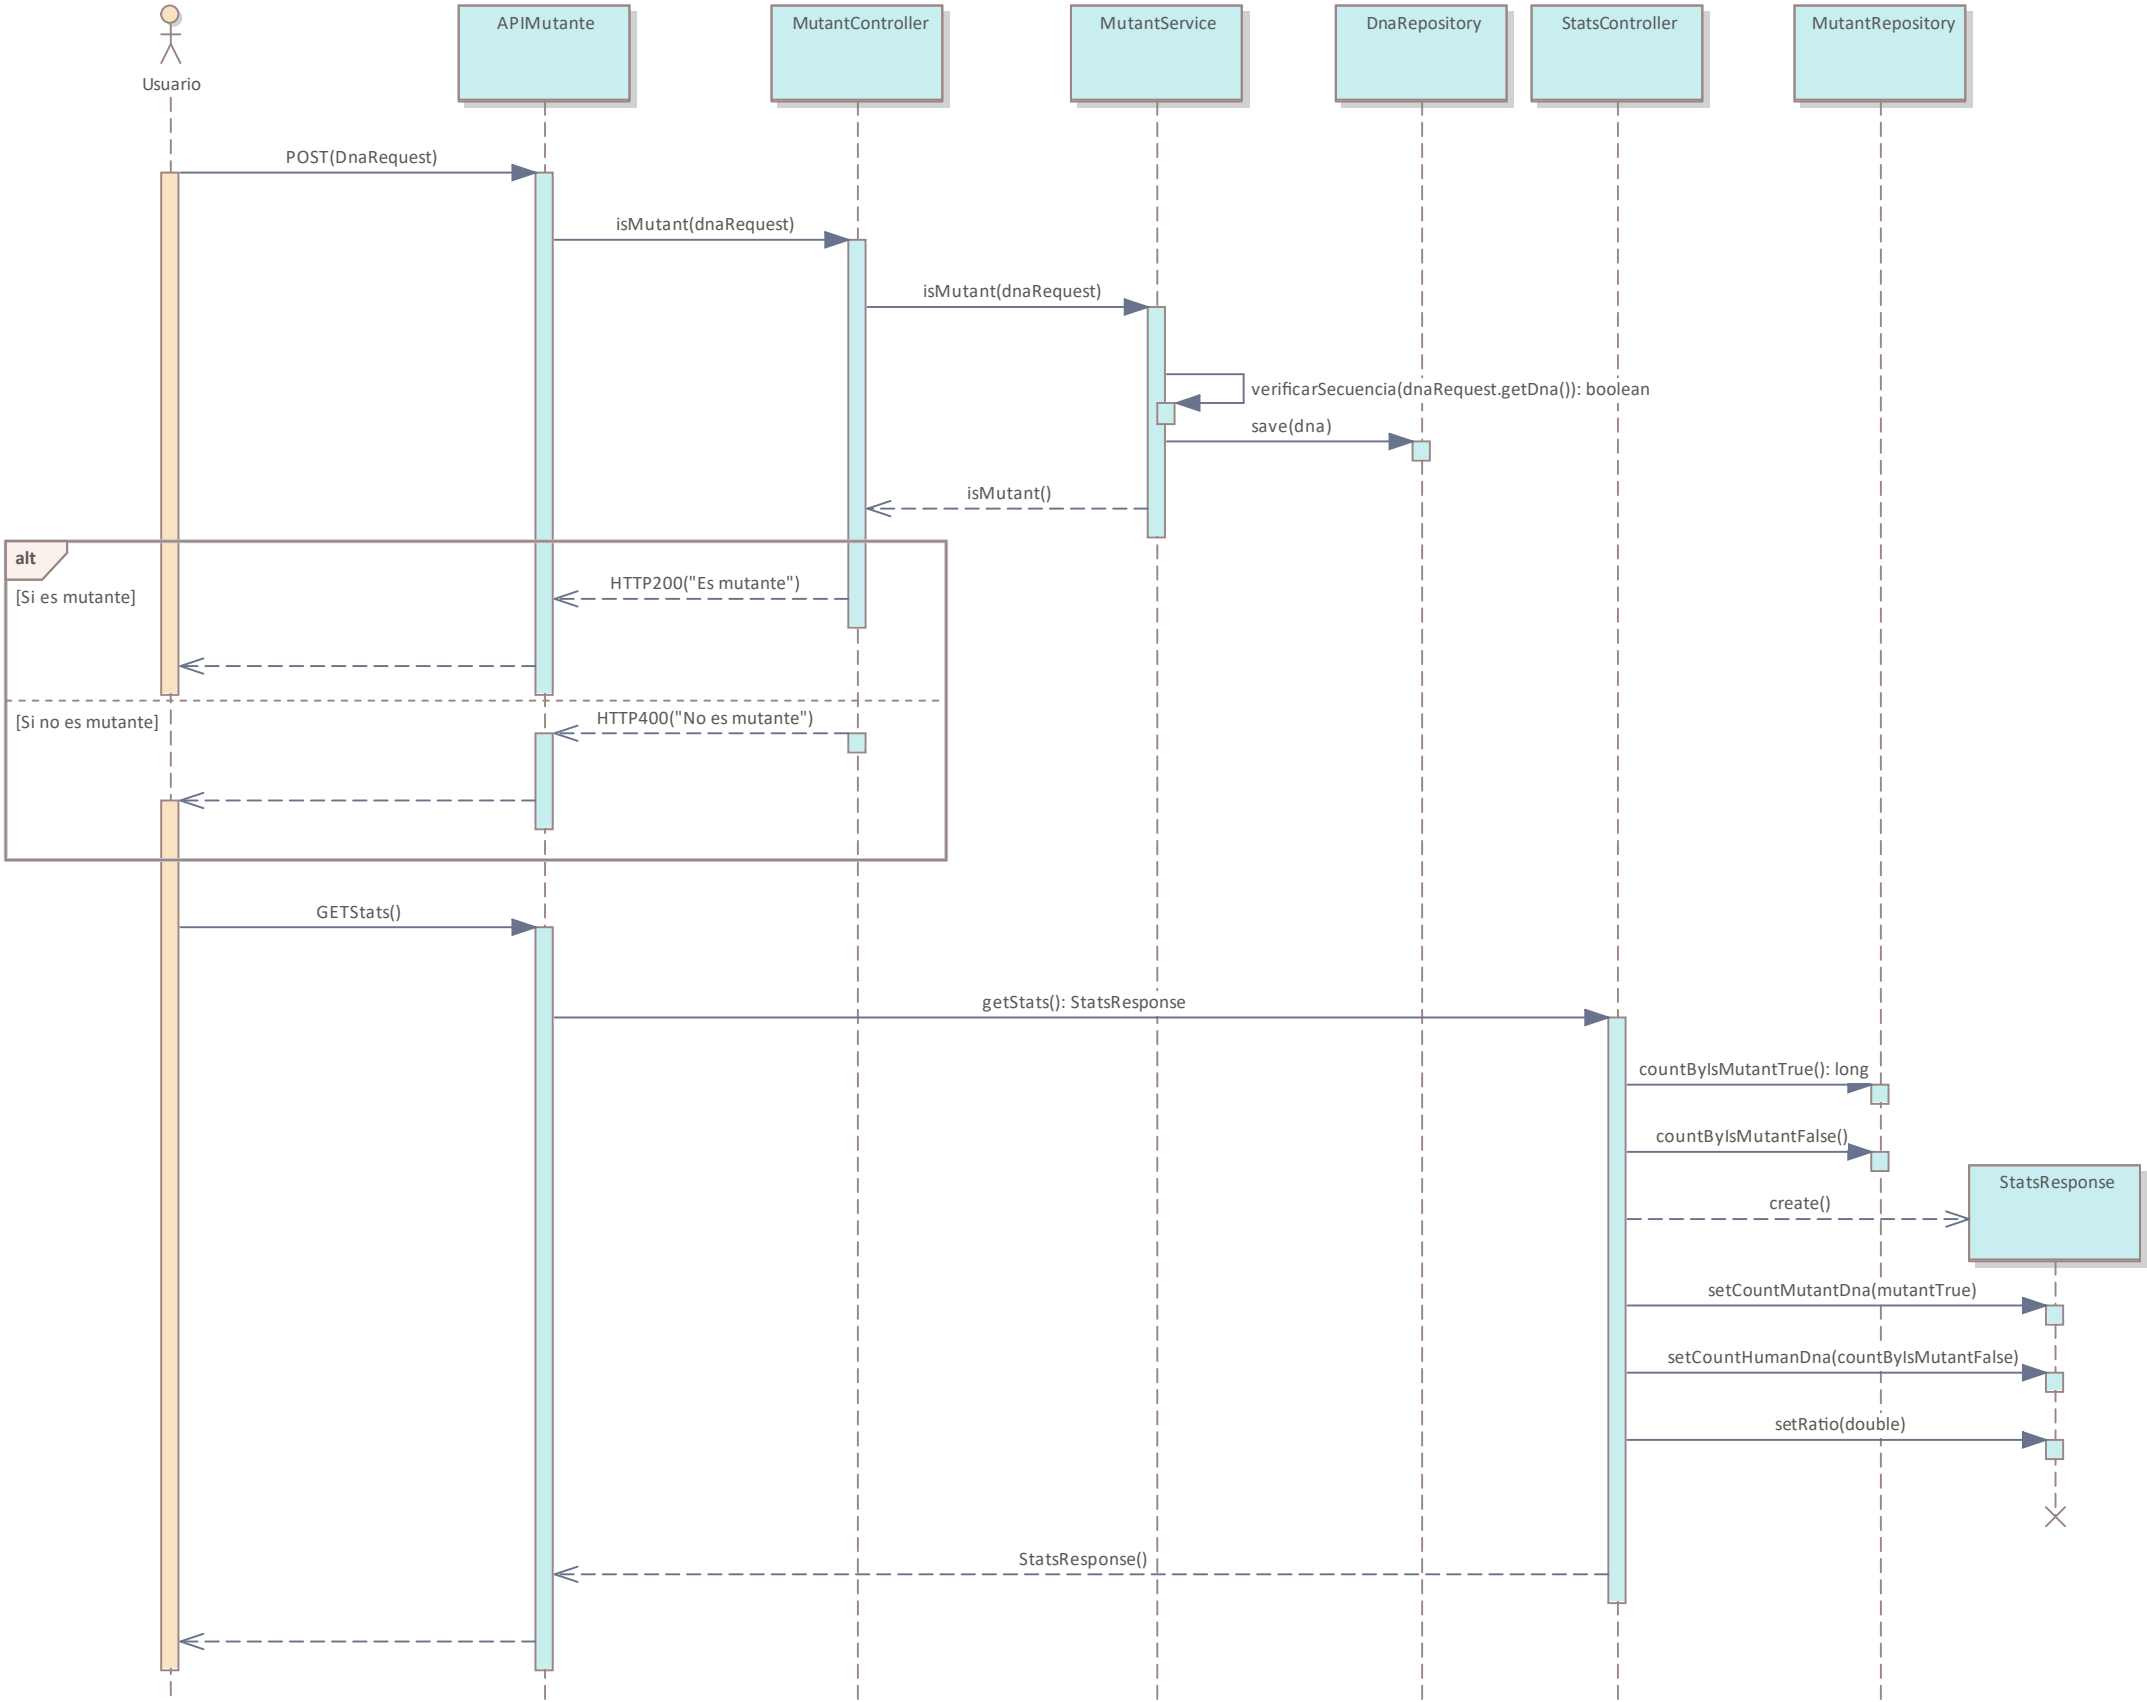 APIMutante
MutantController
MutantService
DnaRepository
StatsController
MutantRepository
Usuario
POST(DnaRequest)
isMutant(dnaRequest)
isMutant(dnaRequest)
verificarSecuencia(dnaRequest.getDna()): boolean
save(dna)
isMutant()
alt
HTTP200("Es mutante")
[Si es mutante]
HTTP400("No es mutante")
[Si no es mutante]
GETStats()
getStats(): StatsResponse
countByIsMutantTrue(): long
countByIsMutantFalse()
StatsResponse
create()
setCountMutantDna(mutantTrue)
setCountHumanDna(countByIsMutantFalse)
setRatio(double)
StatsResponse()